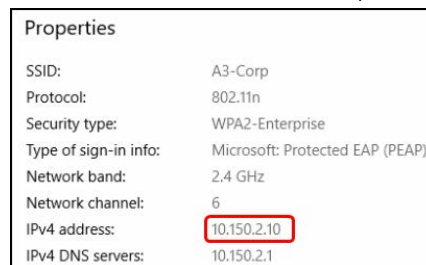 Properties
SSID: A3-Corp
Protocol: 802.11n
Security type: WPA2-Enterprise
Type of sign-in info: Microsoft: Protected EAP (PEAP)
Network band: 2.4 GHz
Network channel: 6
IPv4 address: 10.150.2.10
IPv4 DNS servers: 10.150.2.1